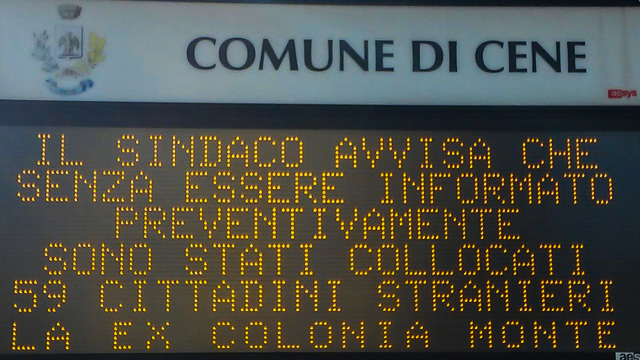 COMUNE DI CENE
aesys
IL SINDACO AVVISA CHE
SENZA ESSERE INFORMATO
PREVENTIVAMENTE
SONO STATI COLLOCATI
59 CITTADINI STRANIERI
LA EX COLONIA MONTE